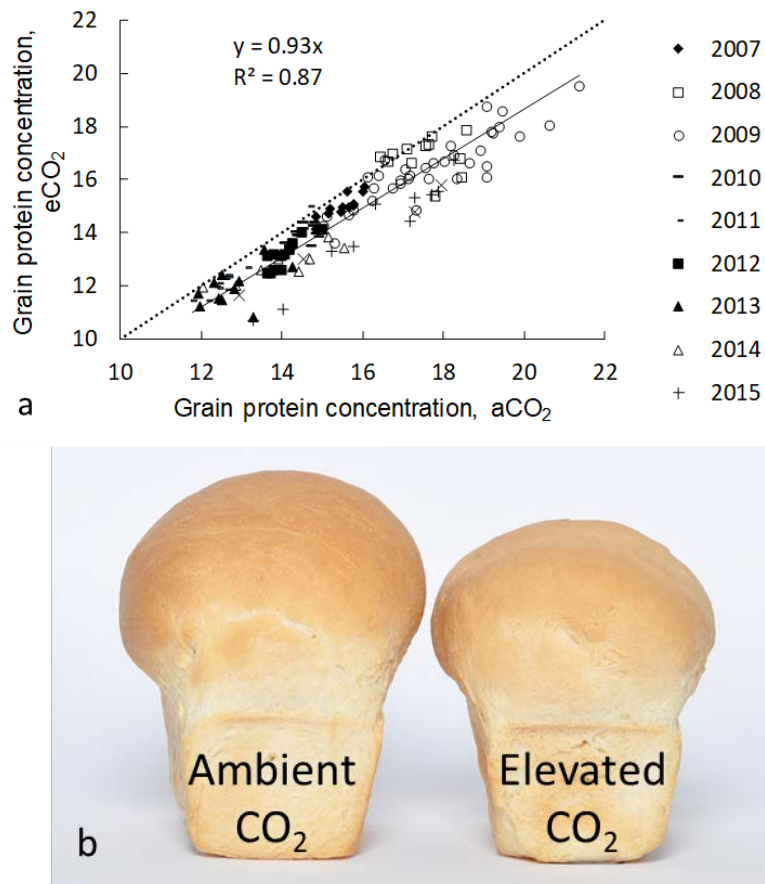 22
20
18
16
14
12
10
Grain protein concentration,
eCO₂
y = 0.93x
R² = 0.87
10 12 14 16 18 20 22
Grain protein concentration, aCO₂
a
2007
2008
2009
2010
2011
2012
2013
2014
2015
Ambient
CO₂
Elevated
CO₂
b